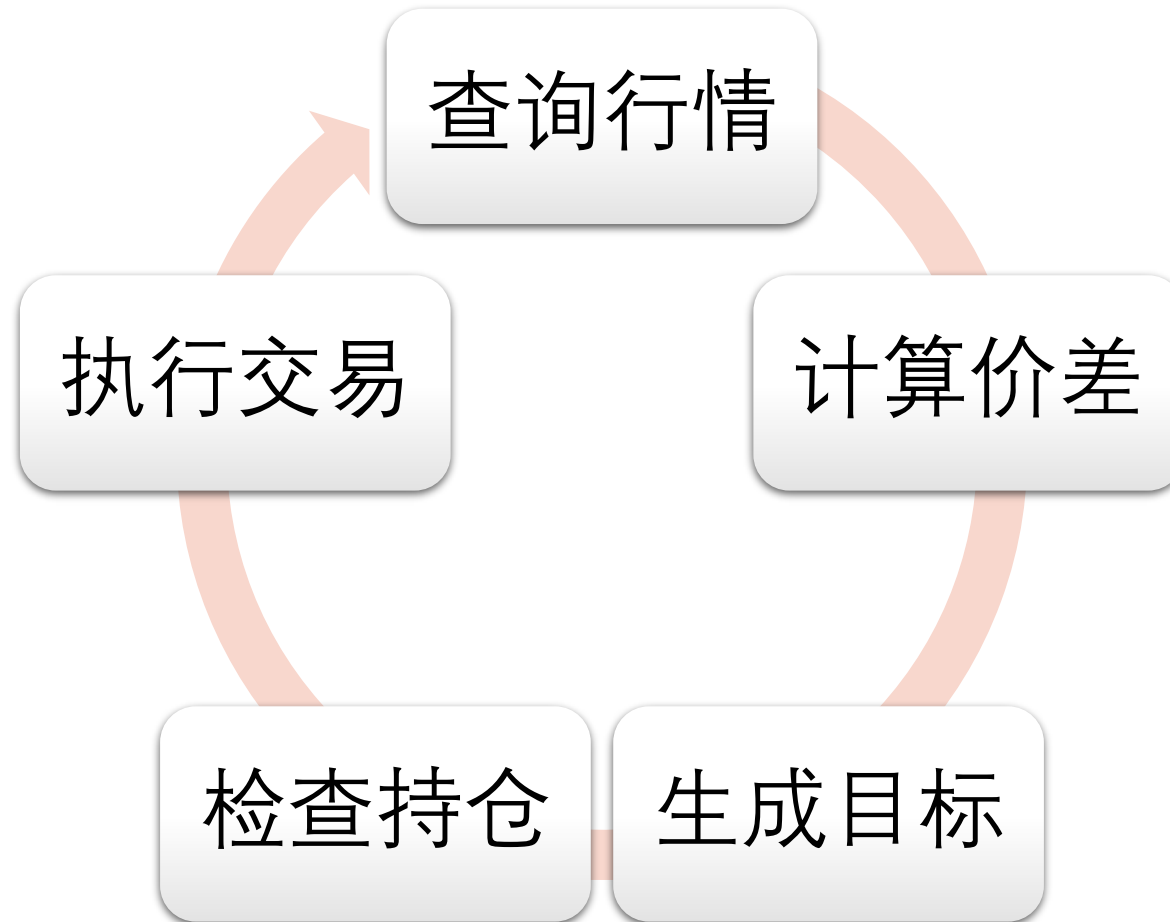 查询行情
计算价差
生成目标
检查持仓
执行交易